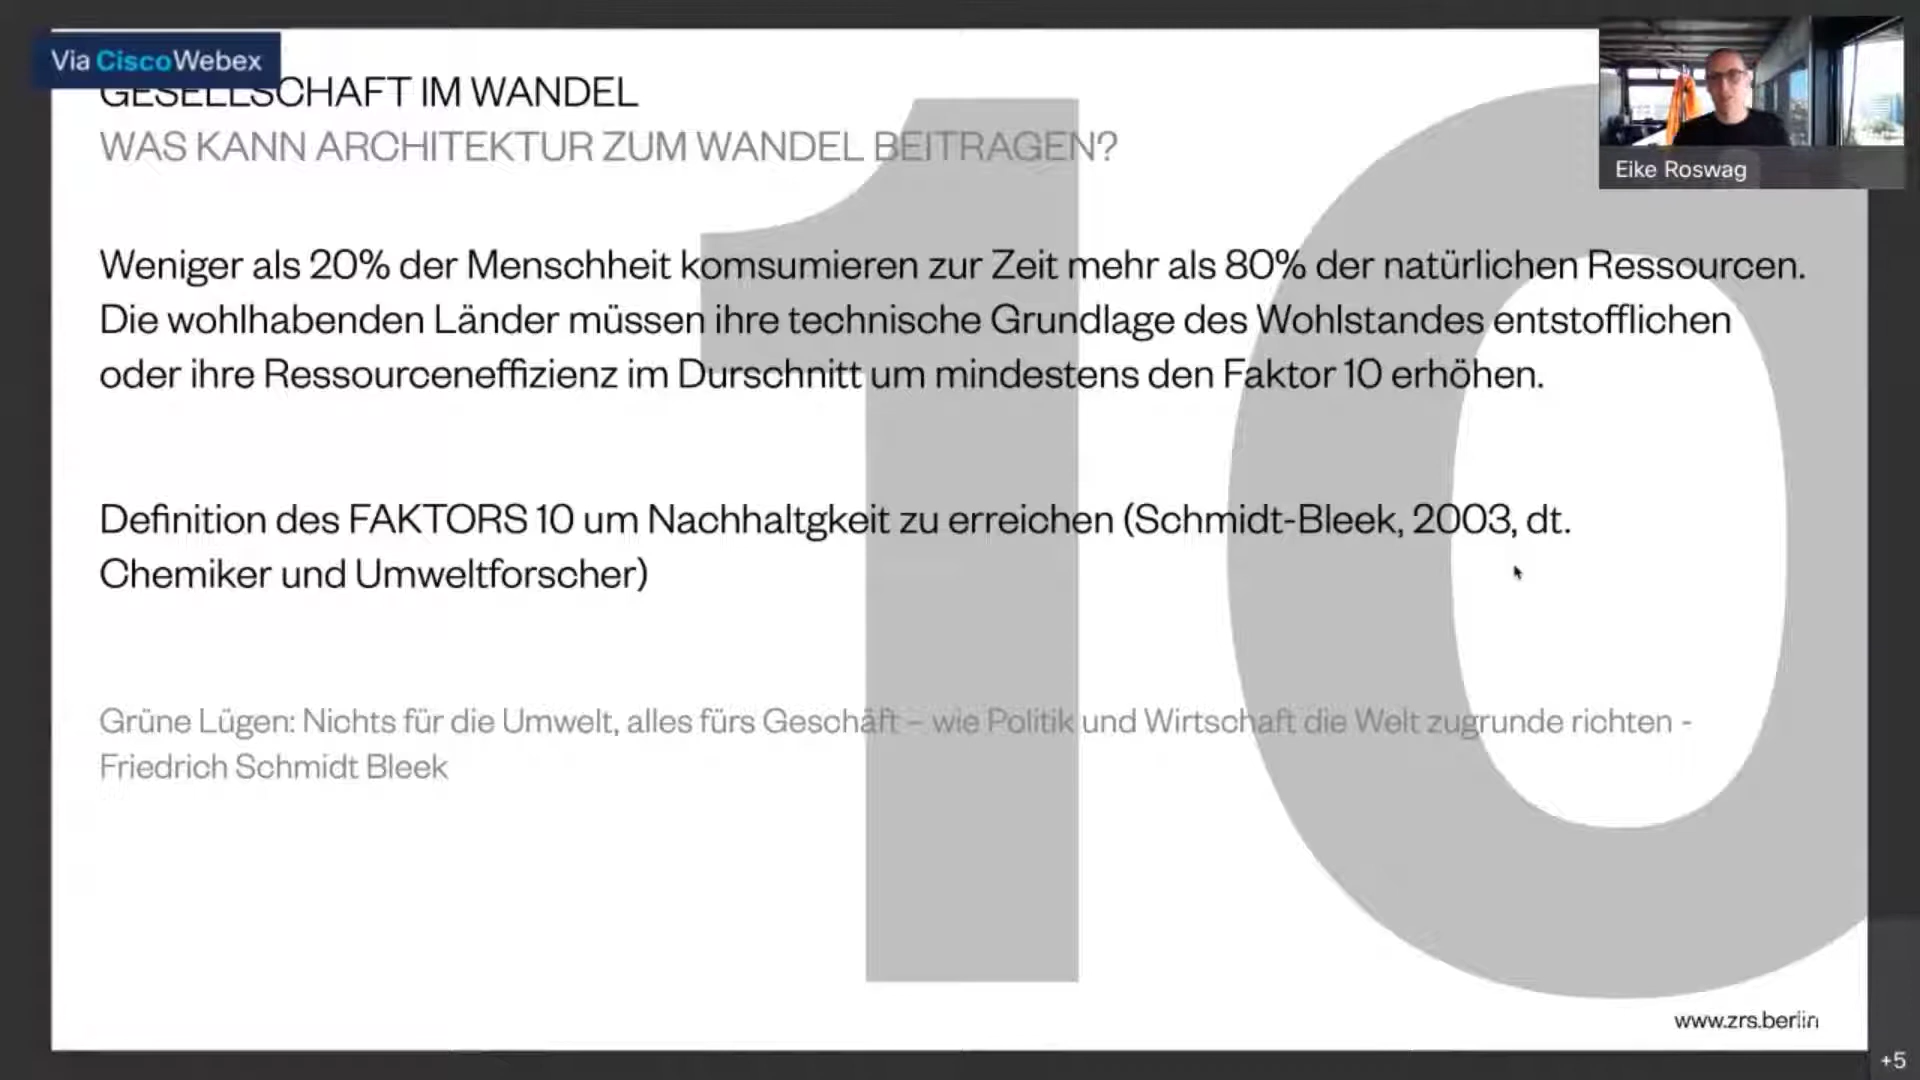 Via CiscoWebex
GESELLSCHAFT IM WANDEL
WAS KANN ARCHITEKTUR ZUM WANDEL BEITRAGEN?
Eike Roswag
Weniger als 20% der Menschheit komsumieren zur Zeit mehr als 80% der natürlichen Ressourcen.
Die wohlhabenden Länder müssen ihre technische Grundlage des Wohlstandes entstofflichen
oder ihre Ressourceneffizienz im Durschnitt um mindestens den Faktor 10 erhöhen.
10
Definition des FAKTORS 10 um Nachhaltgkeit zu erreichen (Schmidt-Bleek, 2003, dt.
Chemiker und Umweltforscher)
Grüne Lügen: Nichts für die Umwelt, alles fürs Geschäft – wie Politik und Wirtschaft die Welt zugrunde richten -
Friedrich Schmidt Bleek
www.zrs.berlin
+5